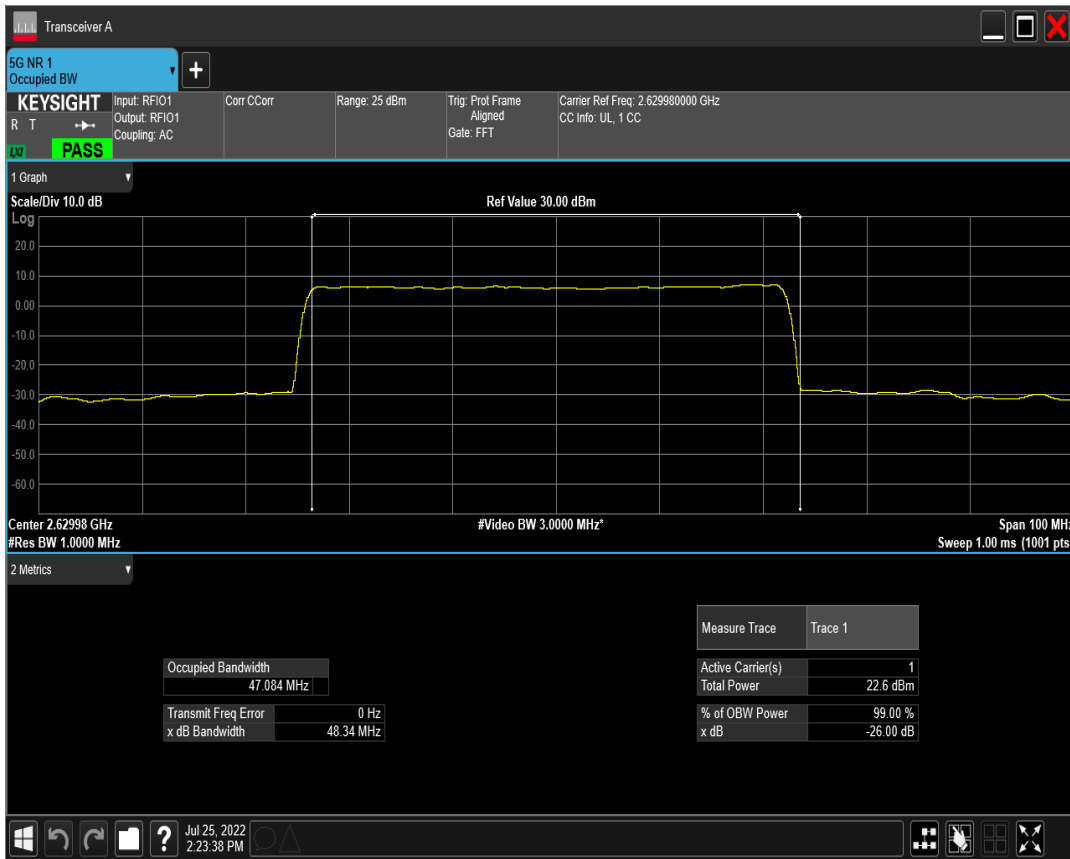 Transceiver A
5G NR 1
Occupied BW
KEYSIGHT
R T
LXI
PASS
Input: RFIO1
Output: RFIO1
Coupling: AC
Corr CCorr
Range: 25 dBm
Trig: Prot Frame
Aligned
Gate: FFT
Carrier Ref Freq: 2.629980000 GHz
CC Info: UL, 1 CC
1 Graph
Scale/Div 10.0 dB
Ref Value 30.00 dBm
Log
20.0
10.0
0.00
-10.0
-20.0
-30.0
-40.0
-50.0
-60.0
Center 2.62998 GHz
#Video BW 3.0000 MHz*
Span 100 MHz
#Res BW 1.0000 MHz
Sweep 1.00 ms (1001 pts
2 Metrics
Measure Trace Trace 1
Occupied Bandwidth
47.084 MHz
Active Carrier(s) 1
Total Power 22.6 dBm
Transmit Freq Error 0 Hz
x dB Bandwidth 48.34 MHz
% of OBW Power 99.00 %
x dB -26.00 dB
?
Jul 25, 2022
2:23:38 PM